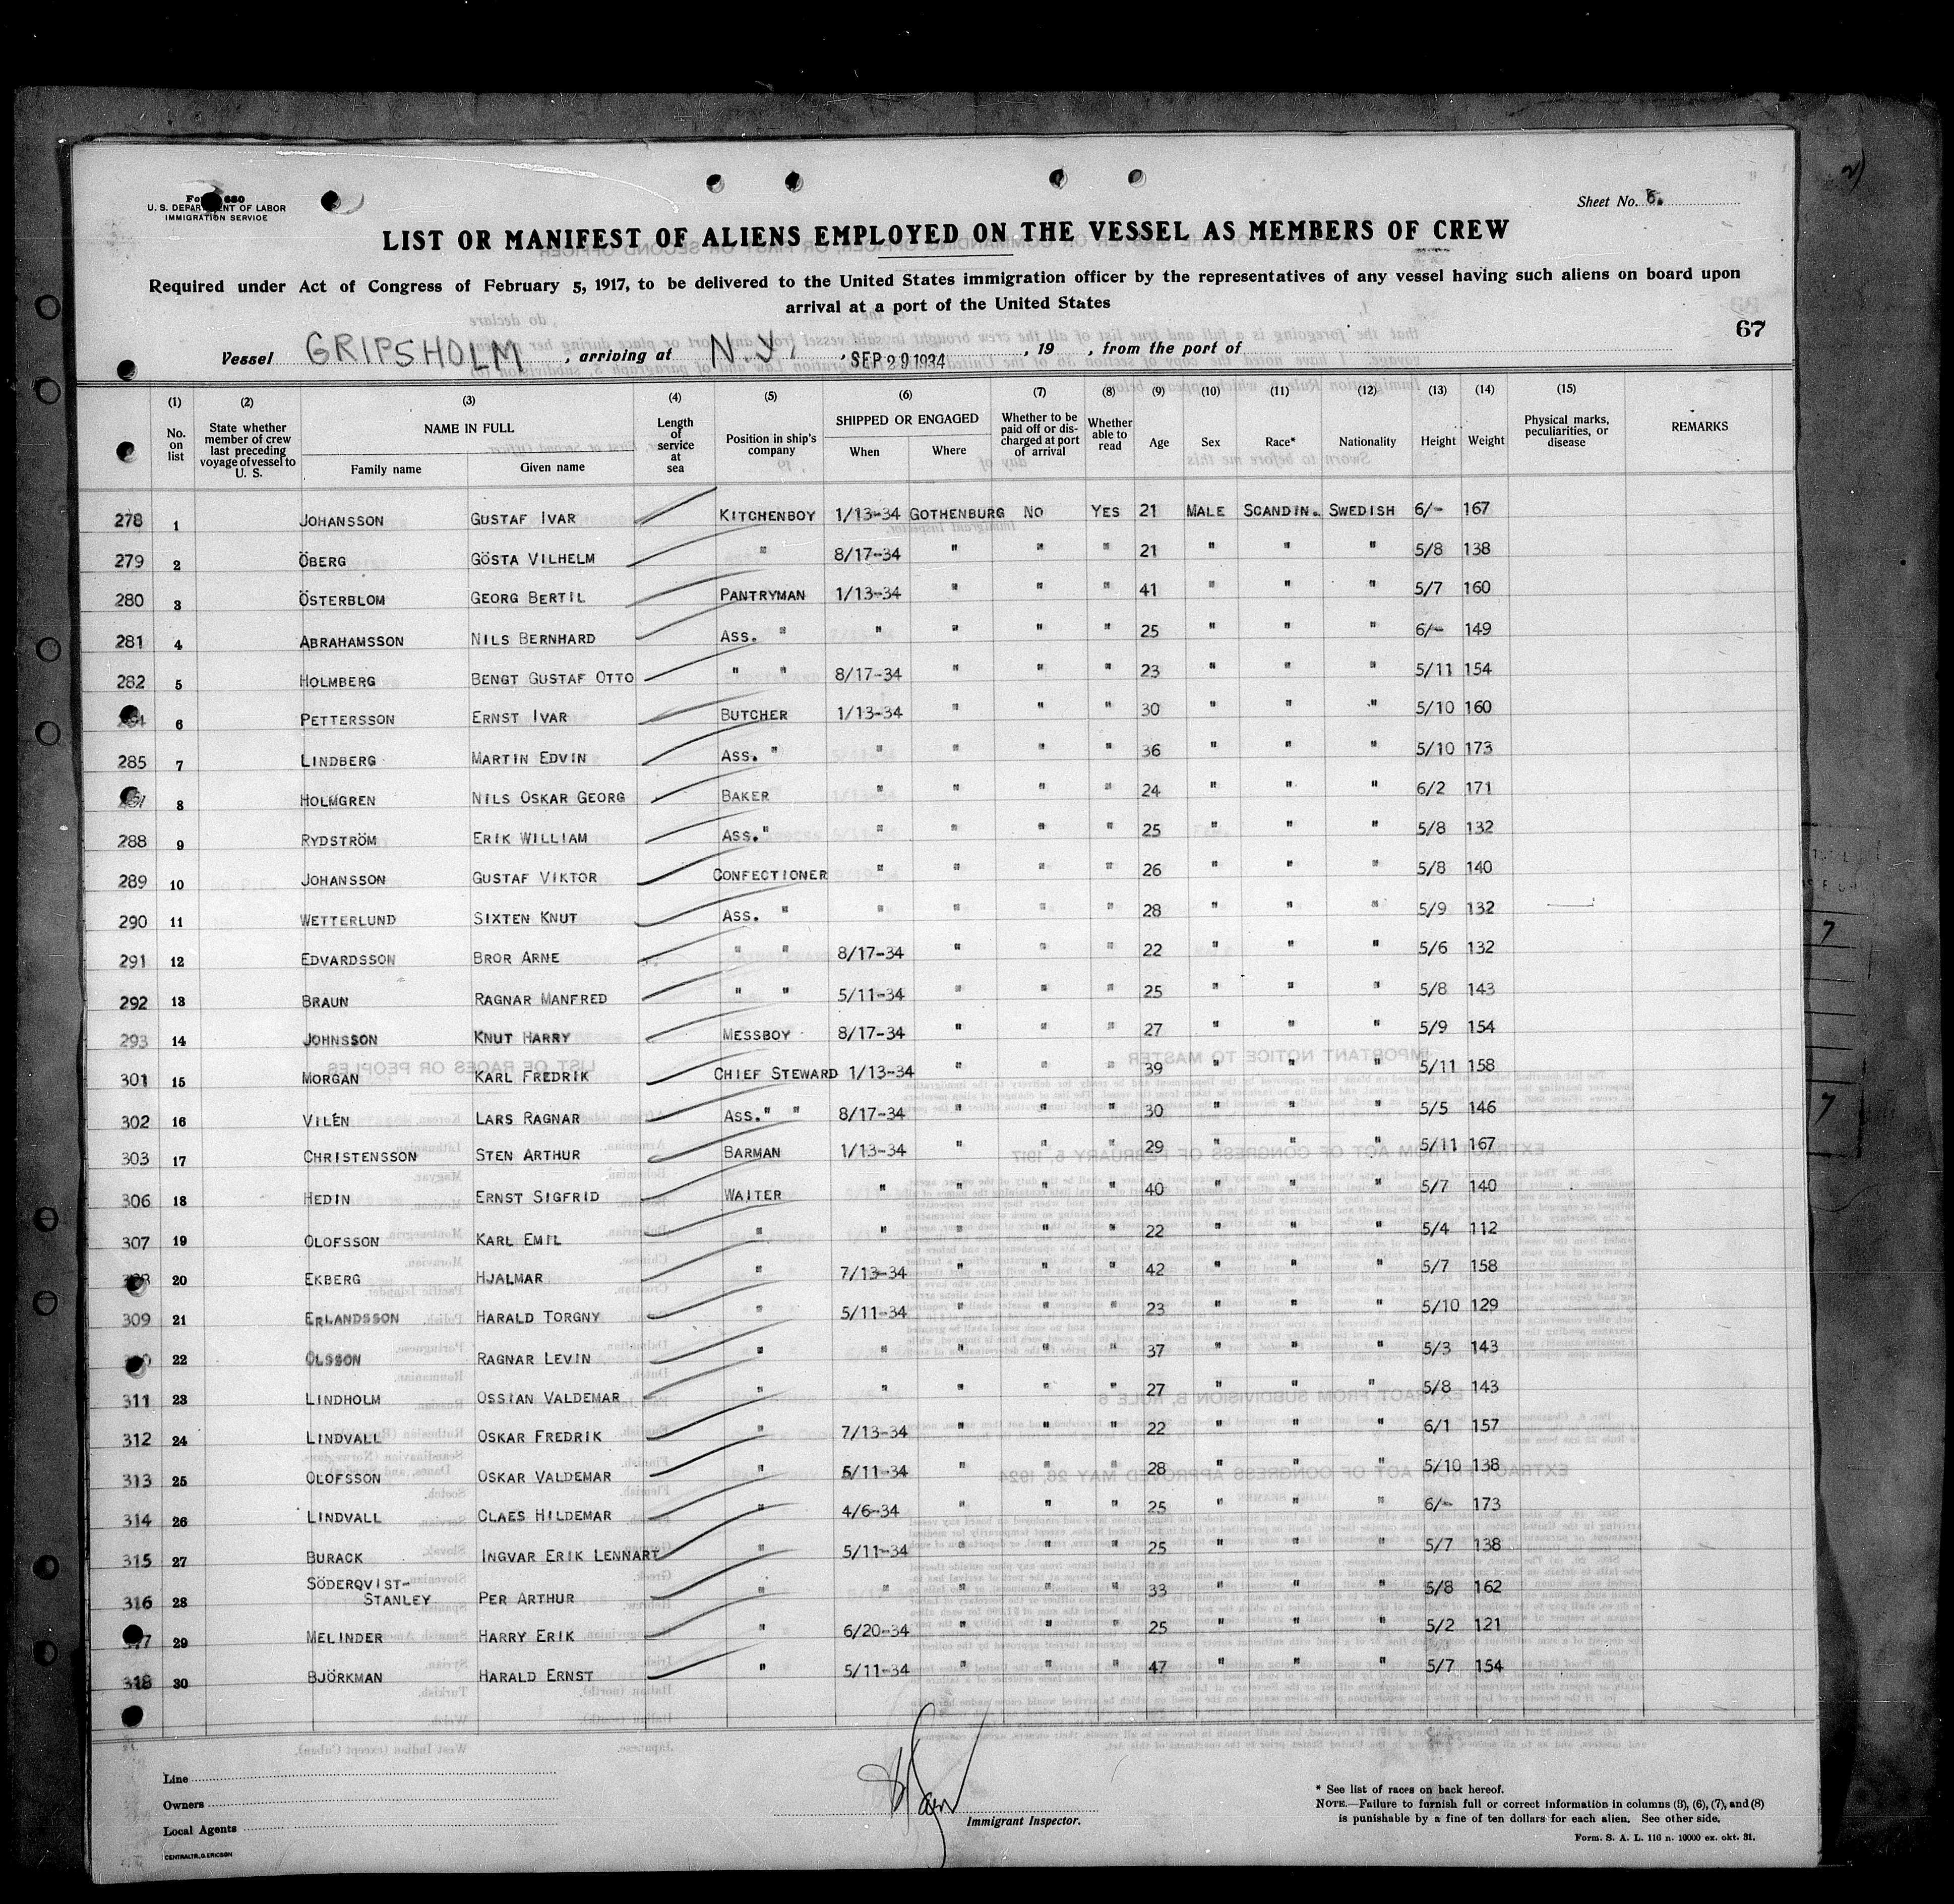 Sheet No. 6.
U. S. DEPARTMENT OF LABOR
IMMIGRATION SERVICE
LIST OR MANIFEST OF ALIENS EMPLOYED ON THE VESSEL AS MEMBERS OF CREW
Required under Act of Congress of February 5, 1917, to be delivered to the United States immigration officer by the representatives of any vessel having such aliens on board upon
arrival at a port of the United States
67
Vessel GRIPSHOLM, arriving at N.Y., SEP 29 1934, 19 , from the port of
(1) (2) (3) (4) (5) (6) (7) (8) (9) (10) (11) (12) (13) (14) (15)
No. on list
State whether member of crew last preceding voyage of vessel to U. S.
NAME IN FULL
Family name Given name
Length of service at sea
Position in ship's company
SHIPPED OR ENGAGED
When Where
Whether to be paid off or discharged at port of arrival
Whether able to read
Age Sex Race* Nationality Height Weight
Physical marks, peculiarities, or disease
REMARKS
278 1 JOHANSSON GUSTAF IVAR KITCHENBOY 1/13-34 GOTHENBURG NO YES 21 MALE SCANDIN. SWEDISH 6/- 167
279 2 ÖBERG GÖSTA VILHELM " 8/17-34 " " " 21 " " " 5/8 138
280 3 ÖSTERBLOM GEORG BERTIL PANTRYMAN 1/13-34 " " " 41 " " " 5/7 160
281 4 ABRAHAMSSON NILS BERNHARD ASS. " " " " " 25 " " " 6/- 149
282 5 HOLMBERG BENGT GUSTAF OTTO " " 8/17-34 " " " 23 " " " 5/11 154
6 PETTERSSON ERNST IVAR BUTCHER 1/13-34 " " " 30 " " " 5/10 160
285 7 LINDBERG MARTIN EDVIN ASS. " " " " " 36 " " " 5/10 173
8 HOLMGREN NILS OSKAR GEORG BAKER " " " " 24 " " " 6/2 171
288 9 RYDSTRÖM ERIK WILLIAM ASS." " " " " 25 " " " 5/8 132
289 10 JOHANSSON GUSTAF VIKTOR CONFECTIONER " " " " 26 " " " 5/8 140
290 11 WETTERLUND SIXTEN KNUT ASS. " " " " " 28 " " " 5/9 132
291 12 EDVARDSSON BROR ARNE " " 8/17-34 " " " 22 " " " 5/6 132
292 13 BRAUN RAGNAR MANFRED " " 5/11-34 " " " 25 " " " 5/8 143
293 14 JOHNSSON KNUT HARRY MESSBOY 8/17-34 " " " 27 " " " 5/9 154
301 15 MORGAN KARL FREDRIK CHIEF STEWARD 1/13-34 " " " 39 " " " 5/11 158
302 16 VILÉN LARS RAGNAR ASS." " 8/17-34 " " " 30 " " " 5/5 146
303 17 CHRISTENSSON STEN ARTHUR BARMAN 1/13-34 " " " 29 " " " 5/11 167
306 18 HEDIN ERNST SIGFRID WAITER " " " " 40 " " " 5/7 140
307 19 OLOFSSON KARL EMIL " " " " " 22 " " " 5/4 112
20 EKBERG HJALMAR " 7/13-34 " " " 42 " " " 5/7 158
309 21 ERLANDSSON HARALD TORGNY " 5/11-34 " " " 23 " " " 5/10 129
22 OLSSON RAGNAR LEVIN " " " " " 37 " " " 5/3 143
311 23 LINDHOLM OSSIAN VALDEMAR " " " " " 27 " " " 5/8 143
312 24 LINDVALL OSKAR FREDRIK " 7/13-34 " " " 22 " " " 6/1 157
313 25 OLOFSSON OSKAR VALDEMAR " 5/11-34 " " " 28 " " " 5/10 138
314 26 LINDVALL CLAES HILDEMAR " 4/6-34 " " " 25 " " " 6/- 173
315 27 BURACK INGVAR ERIK LENNART " 5/11-34 " " " 25 " " " 5/7 138
SÖDERQVIST-
316 28 STANLEY PER ARTHUR " " " " " 33 " " " 5/8 162
29 MELINDER HARRY ERIK " 6/20-34 " " " 25 " " " 5/2 121
318 30 BJÖRKMAN HARALD ERNST " 5/11-34 " " " 47 " " " 5/7 154
Line
Owners
Local Agents
CENTRALTR., G. ERICSON
Immigrant Inspector.
* See list of races on back hereof.
NOTE.—Failure to furnish full or correct information in columns (3), (6), (7), and (8)
is punishable by a fine of ten dollars for each alien. See other side.
Form. S. A. L. 116 n. 10000 ex. okt. 31.